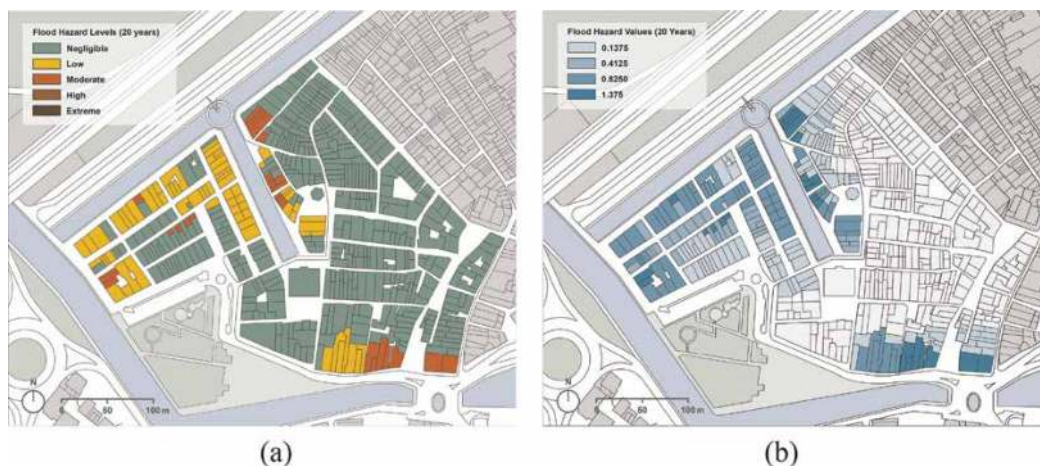 Flood Hazard Levels (20 years)
Negligible
Low
Moderate
High
Extreme
N
0 50 100 m
(a)
Flood Hazard Values (20 Years)
0.1375
0.4125
0.8250
1.375
N
0 50 100 m
(b)